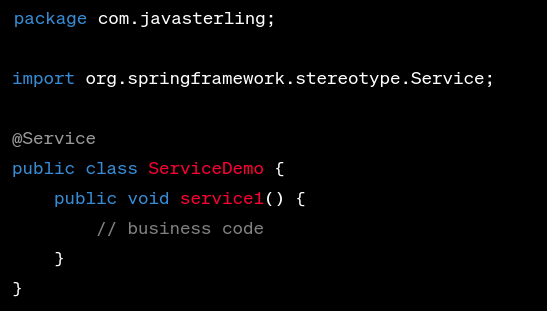 package com.javasterling;
import org.springframework.stereotype.Service;
@Service
public class ServiceDemo {
public void service1() {
// business code
}
}